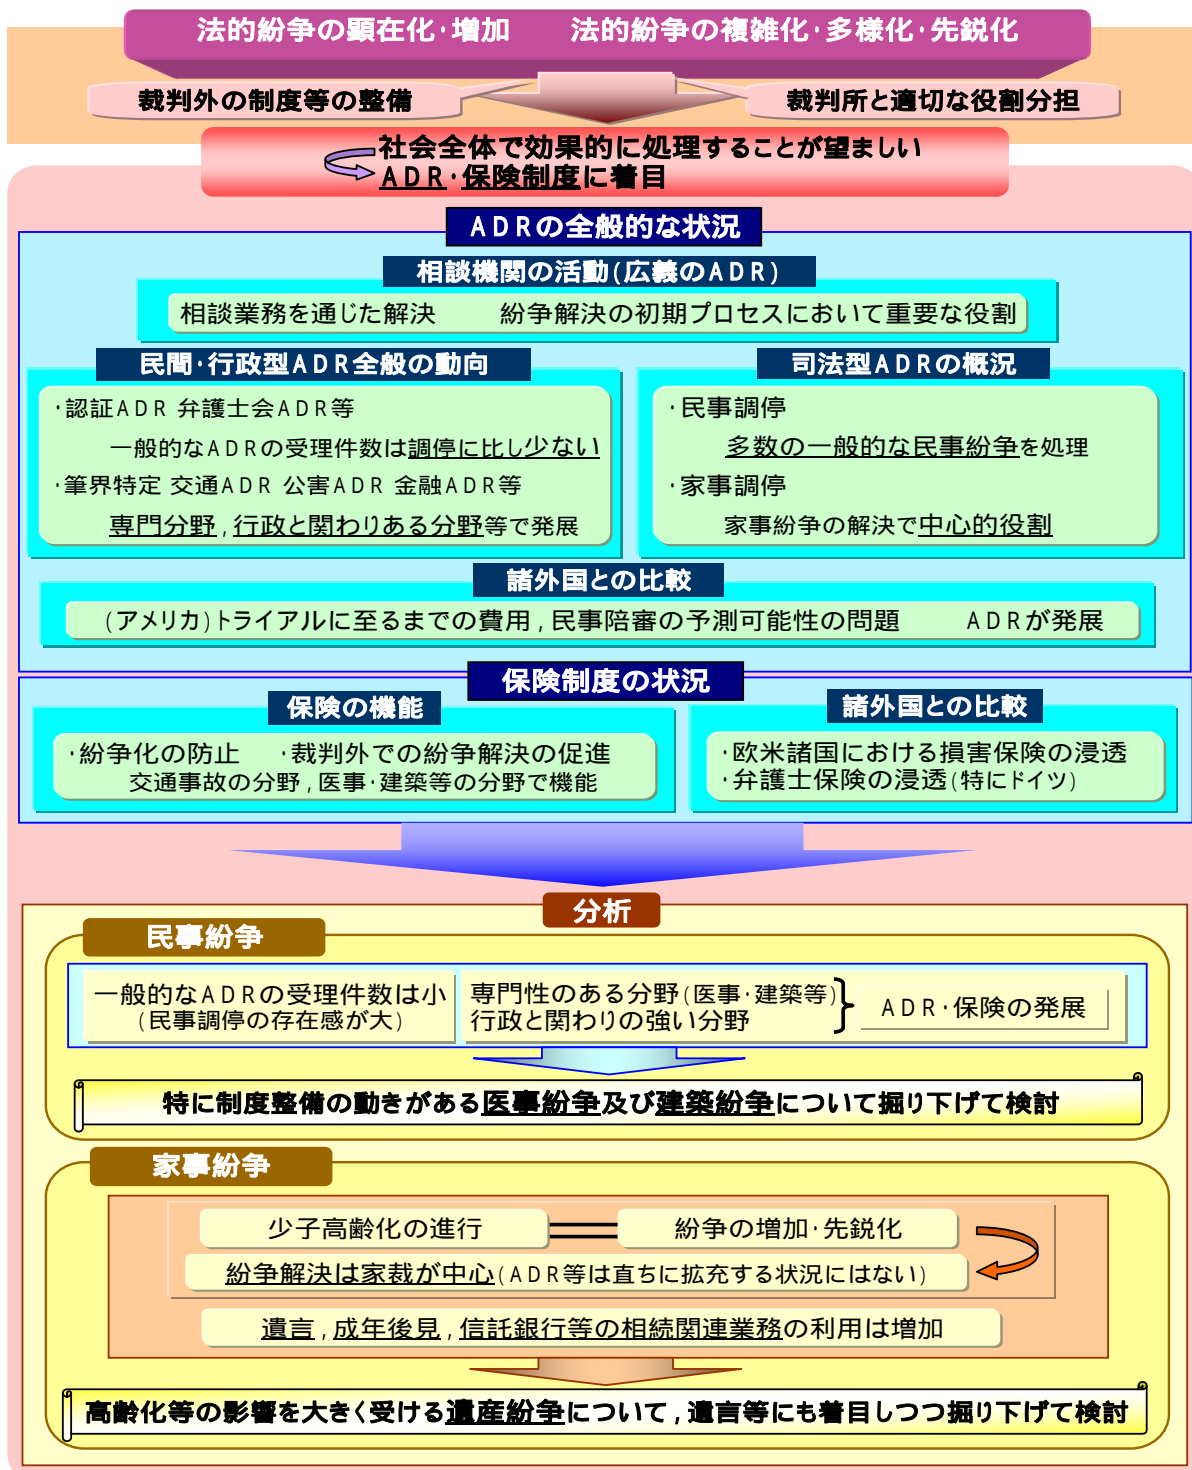 法的紛争の顕在化・増加　法的紛争の複雑化・多様化・先鋭化
裁判外の制度等の整備
裁判所と適切な役割分担
社会全体で効果的に処理することが望ましい
ADR・保険制度に着目
ADRの全般的な状況
相談機関の活動(広義のADR)
相談業務を通じた解決　紛争解決の初期プロセスにおいて重要な役割
民間・行政型ADR全般の動向
・認証ADR 弁護士会ADR等
一般的なADRの受理件数は調停に比し少ない
・筆界特定 交通ADR 公害ADR 金融ADR等
専門分野,行政と関わりある分野等で発展
司法型ADRの概況
・民事調停
多数の一般的な民事紛争を処理
・家事調停
家事紛争の解決で中心的役割
諸外国との比較
(アメリカ)トライアルに至るまでの費用,民事陪審の予測可能性の問題　ADRが発展
保険制度の状況
保険の機能
・紛争化の防止　・裁判外での紛争解決の促進
交通事故の分野,医事・建築等の分野で機能
諸外国との比較
・欧米諸国における損害保険の浸透
・弁護士保険の浸透(特にドイツ)
分析
民事紛争
一般的なADRの受理件数は小
(民事調停の存在感が大)
専門性のある分野(医事・建築等)
行政と関わりの強い分野
ADR・保険の発展
特に制度整備の動きがある医事紛争及び建築紛争について掘り下げて検討
家事紛争
少子高齢化の進行
紛争の増加・先鋭化
紛争解決は家裁が中心(ADR等は直ちに拡充する状況にはない)
遺言,成年後見,信託銀行等の相続関連業務の利用は増加
高齢化等の影響を大きく受ける遺産紛争について,遺言等にも着目しつつ掘り下げて検討